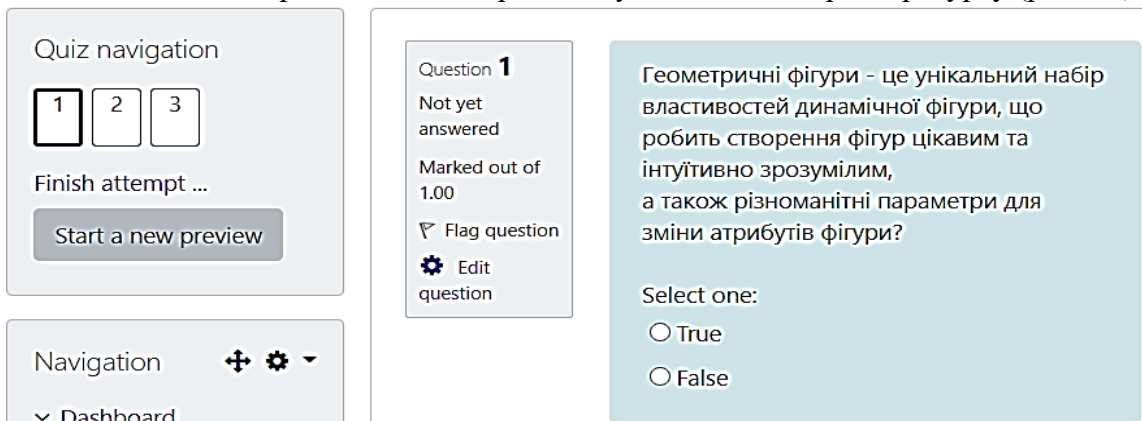 Quiz navigation
1 2 3
Finish attempt ...
Start a new preview
Navigation
Dashboard
Question 1
Not yet
answered
Marked out of
1.00
Flag question
Edit
question
Геометричні фігури - це унікальний набір
властивостей динамічної фігури, що
робить створення фігур цікавим та
інтуїтивно зрозумілим,
а також різноманітні параметри для
зміни атрибутів фігури?
Select one:
True
False